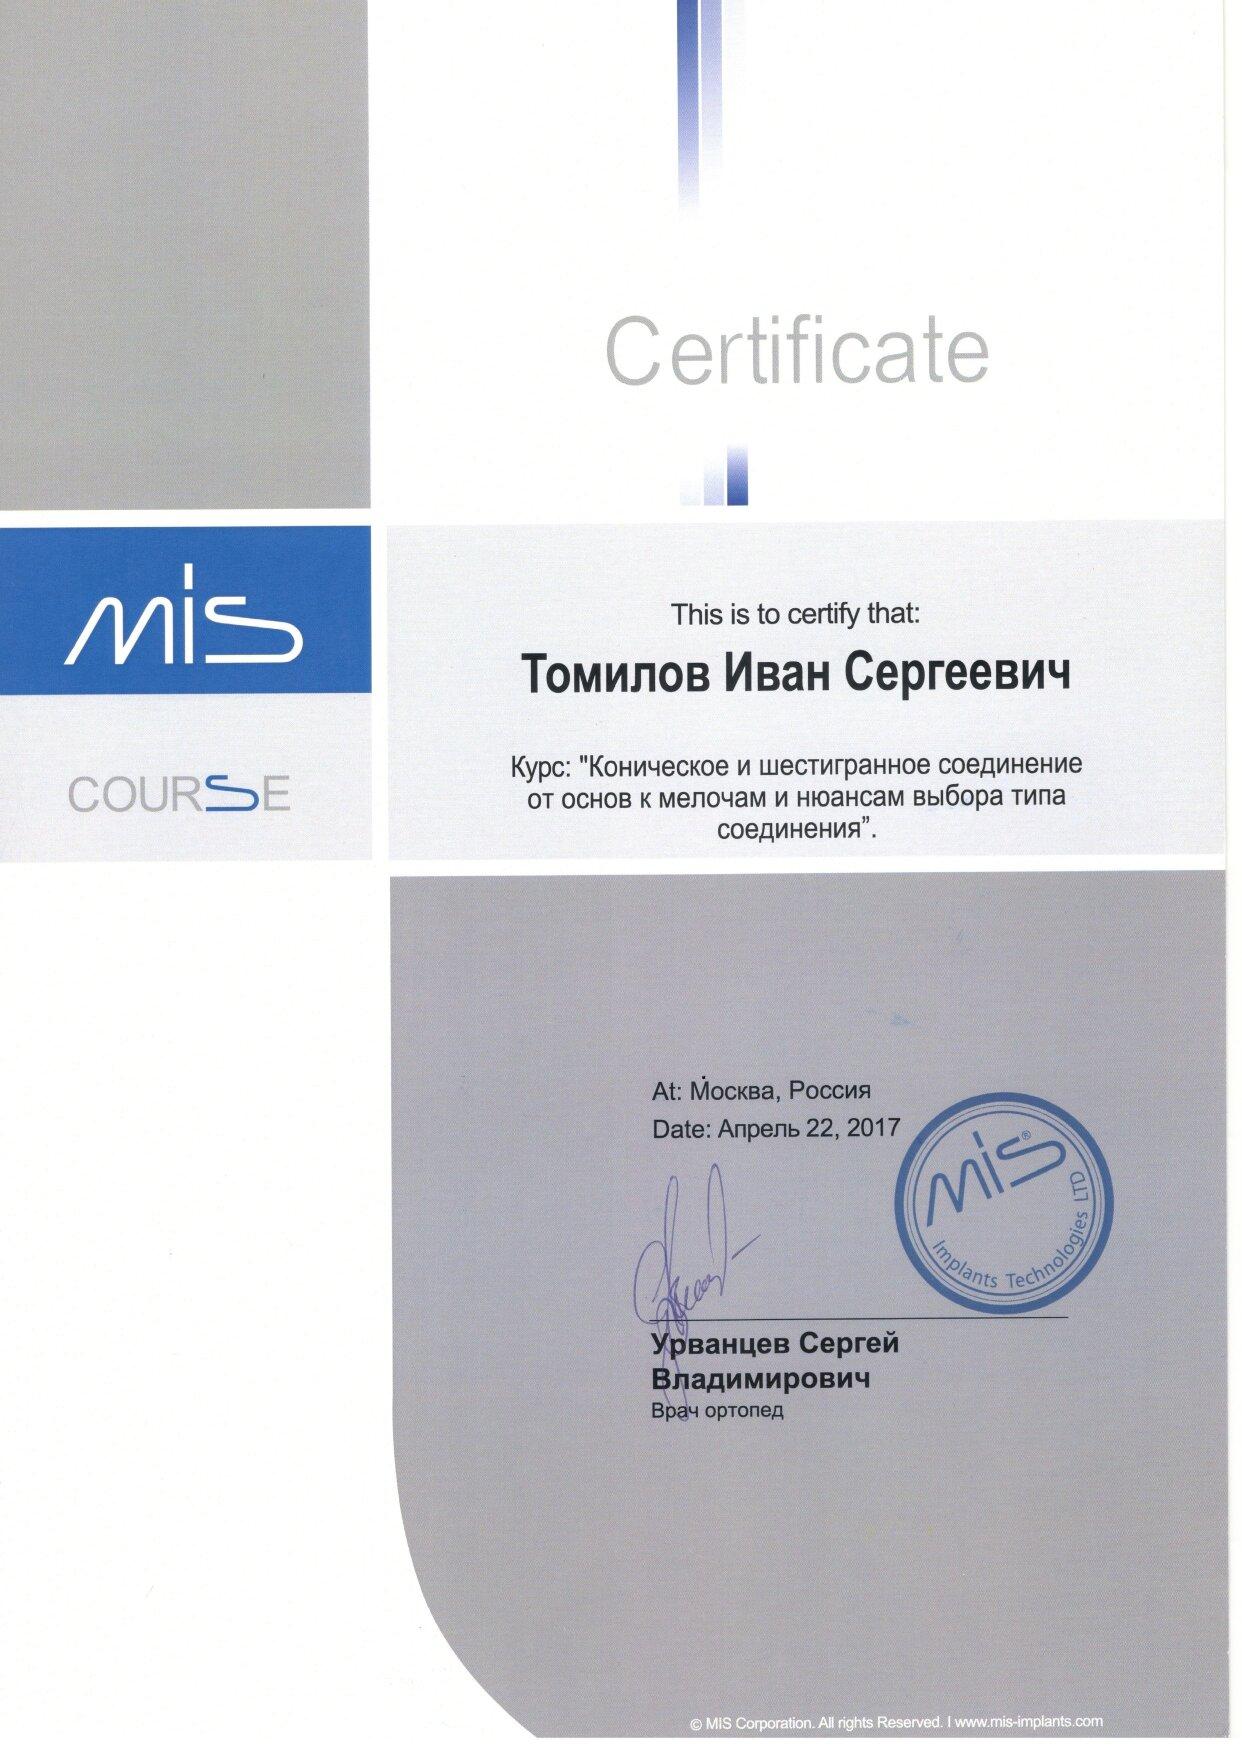 Certificate
mis
COURSE
This is to certify that:
Томилов Иван Сергеевич
Курс: "Коническое и шестигранное соединение
от основ к мелочам и нюансам выбора типа
соединения”.
At: Москва, Россия
Date: Апрель 22, 2017
mis®
Implants Technologies LTD
Урванцев Сергей
Владимирович
Врач ортопед
© MIS Corporation. All rights Reserved. I www.mis-implants.com